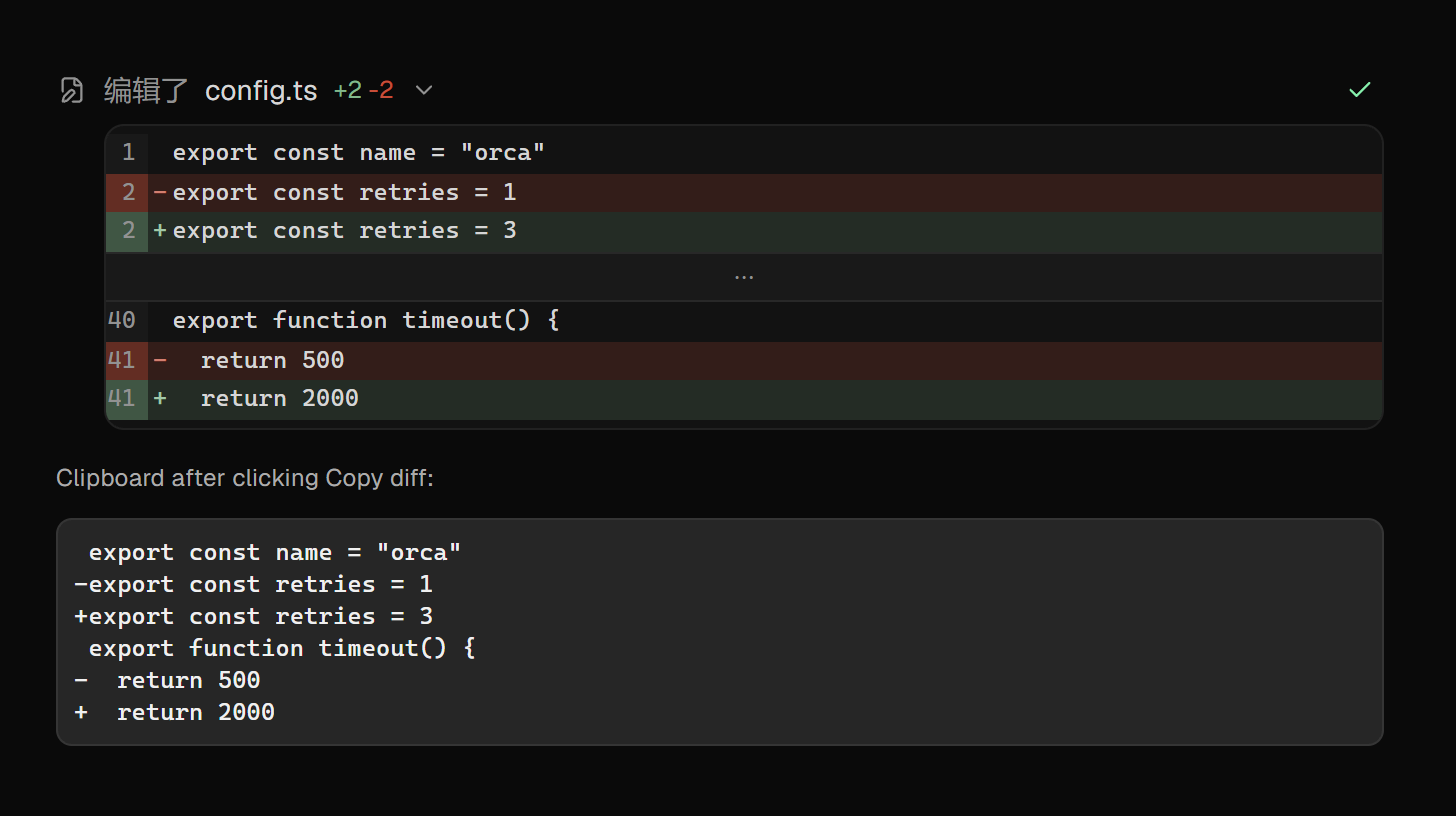 编辑了 config.ts +2 -2
1 export const name = "orca"
2 -export const retries = 1
2 +export const retries = 3
...
40 export function timeout() {
41 -  return 500
41 +  return 2000
Clipboard after clicking Copy diff:
 export const name = "orca"
-export const retries = 1
+export const retries = 3
 export function timeout() {
-  return 500
+  return 2000